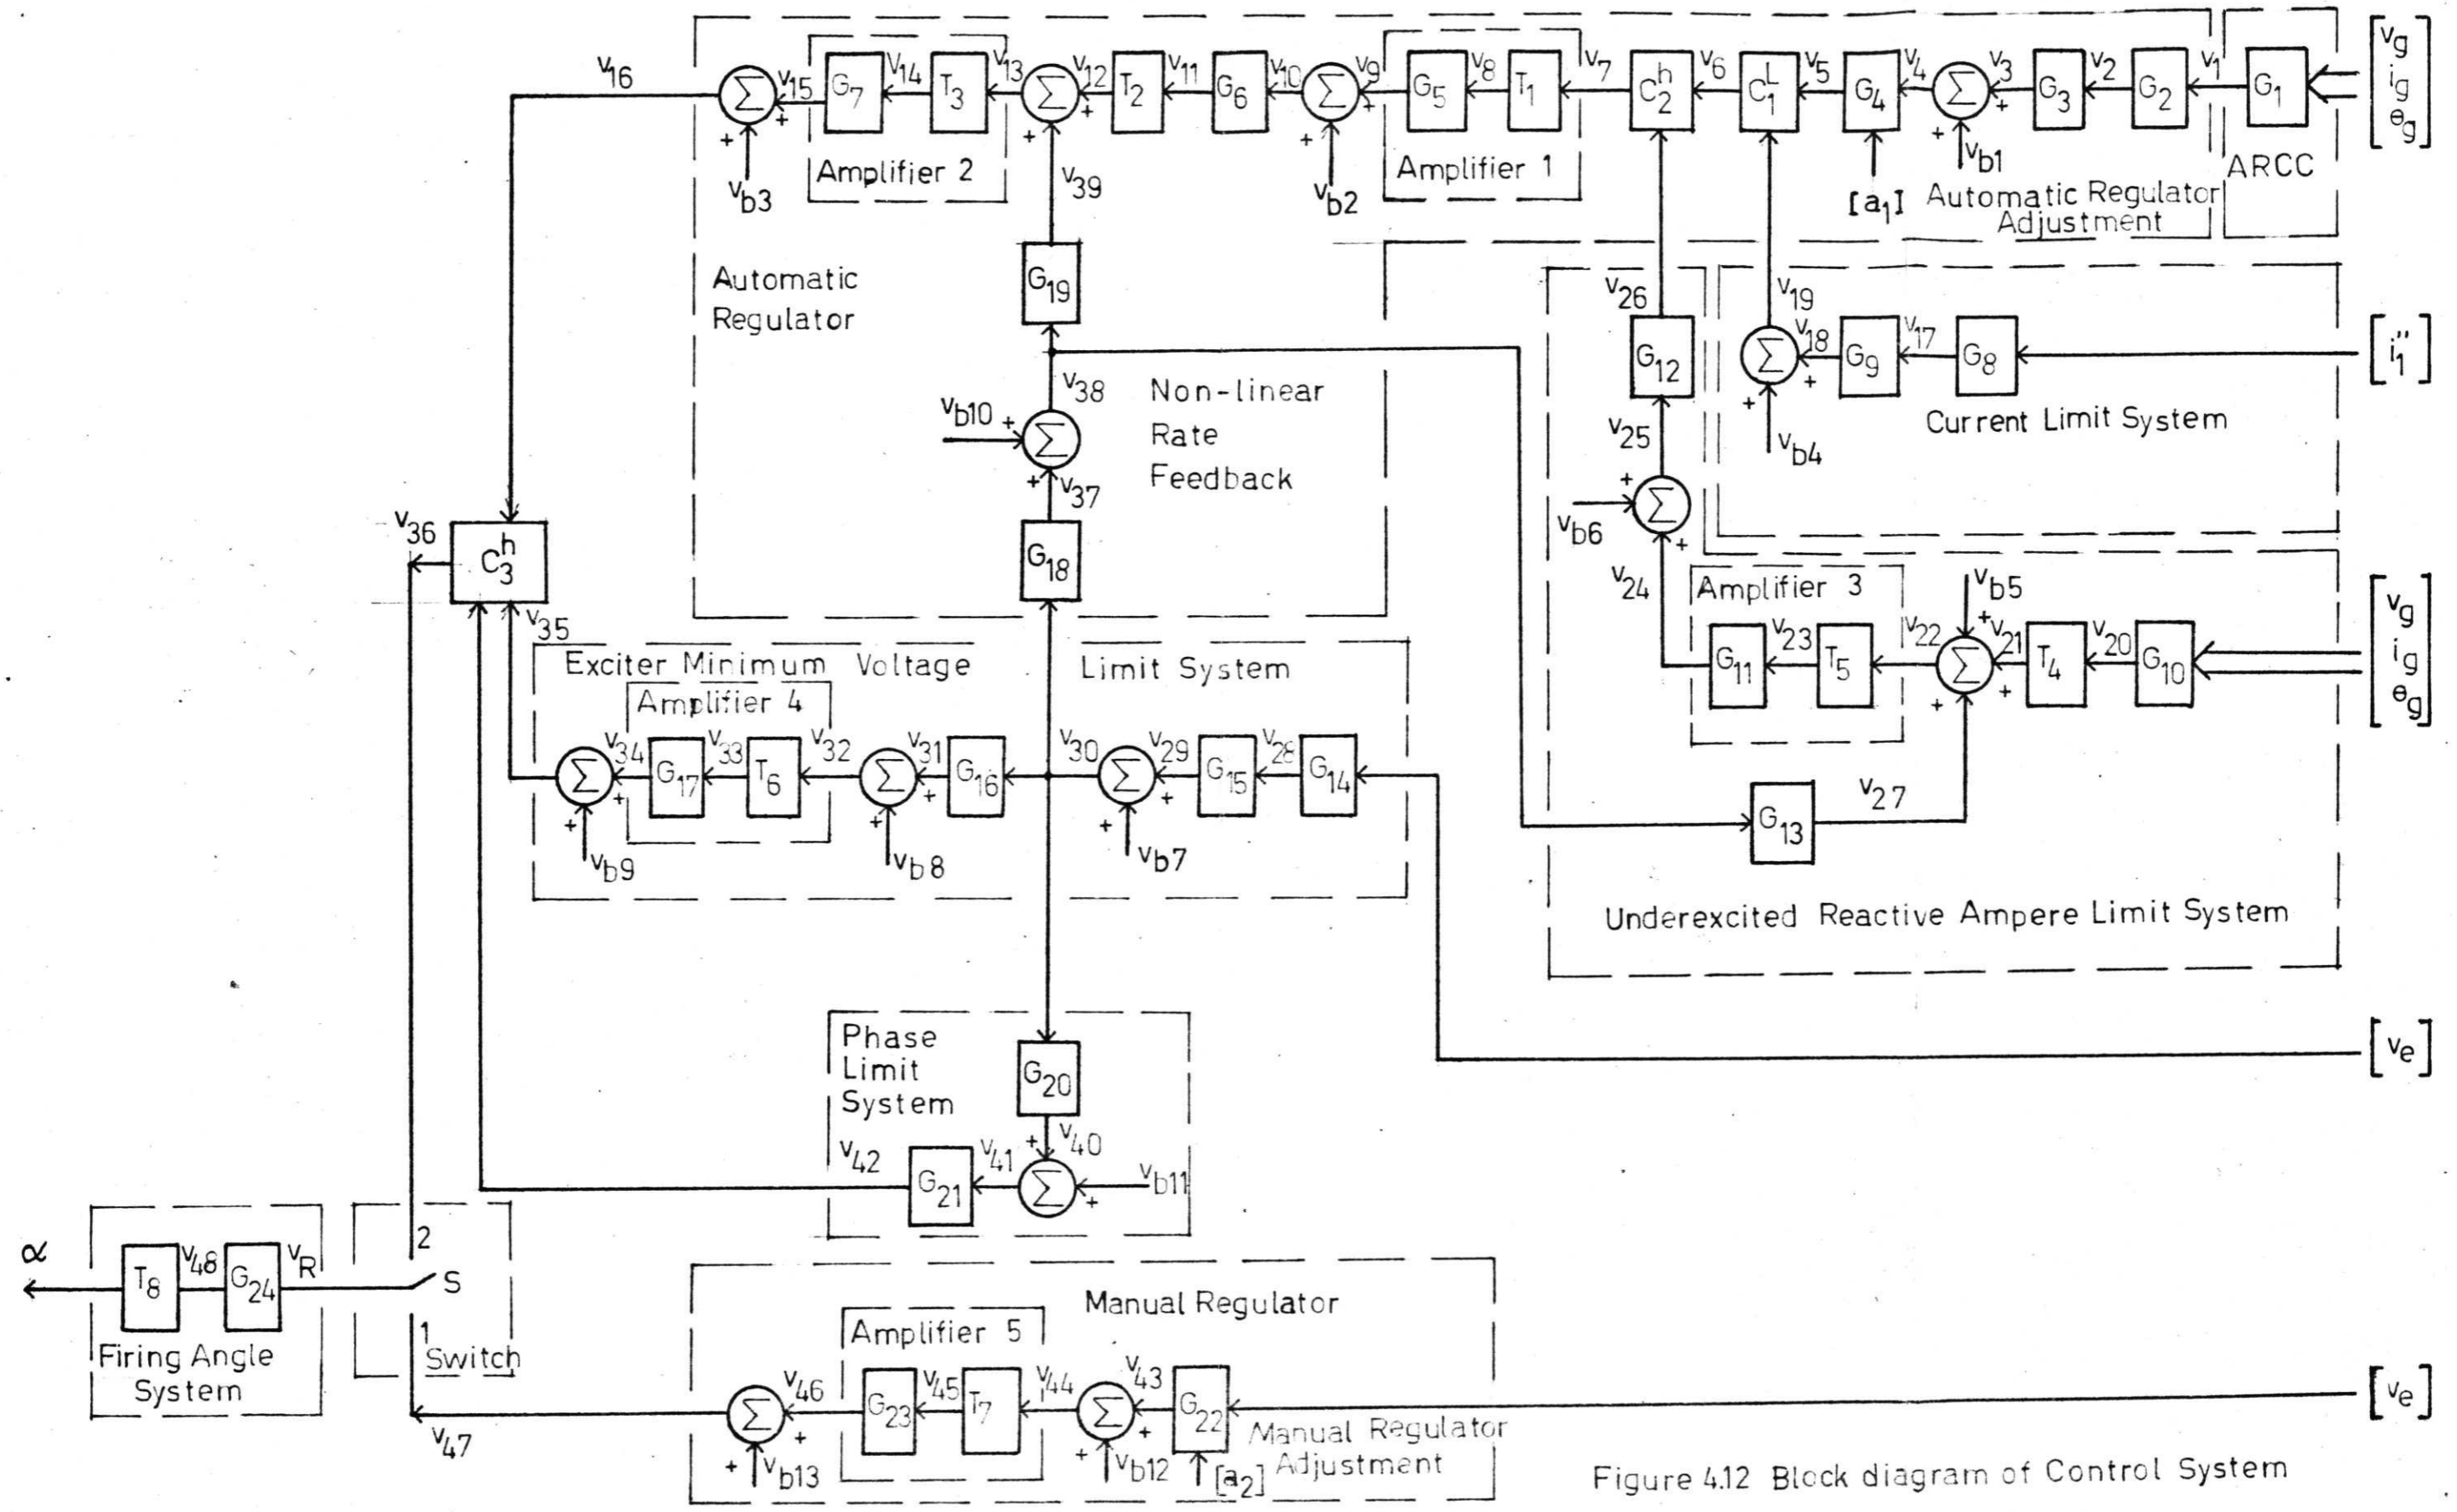 v16
v15
G7
v14
T3
v13
Σ
v12
T2
v11
G6
v10
Σ
v9
G5
v8
T1
v7
C2h
v6
C1L
v5
G4
v4
Σ
v3
G3
v2
G2
v1
G1
[vg
ig
θg]
Σ
+
+
vb3
Amplifier 2
+
+
v39
+
+
vb2
Amplifier 1
[a1]
+
+
vb1
Automatic Regulator
Adjustment
ARCC
Automatic
Regulator
G19
v38
Non-linear
Rate
Feedback
vb10
+
Σ
+
v37
G18
v26
G12
v25
+
Σ
+
vb6
v24
v19
Σ
v18
G9
v17
G8
[i1'']
+
+
vb4
Current Limit System
v36
C3h
v35
Amplifier 3
vb5
+
G11
v23
T5
v22
Σ
v21
T4
v20
G10
[vg
ig
θg]
+
+
G13
v27
Underexcited Reactive Ampere Limit System
Exciter Minimum Voltage Limit System
Amplifier 4
Σ
v34
G17
v33
T6
v32
Σ
v31
G16
v30
Σ
v29
G15
v28
G14
+
+
vb9
+
+
vb8
+
+
vb7
[ve]
Phase
Limit
System
G20
+
v40
v42
G21
v41
Σ
+
vb11
α
T8
v48
G24
vR
2
S
1
Switch
Firing Angle
System
v47
Manual Regulator
Amplifier 5
Σ
v46
G23
v45
T7
v44
Σ
v43
G22
[ve]
+
+
vb13
+
+
vb12
[a2]
Manual Regulator
Adjustment
Figure 4.12 Block diagram of Control System